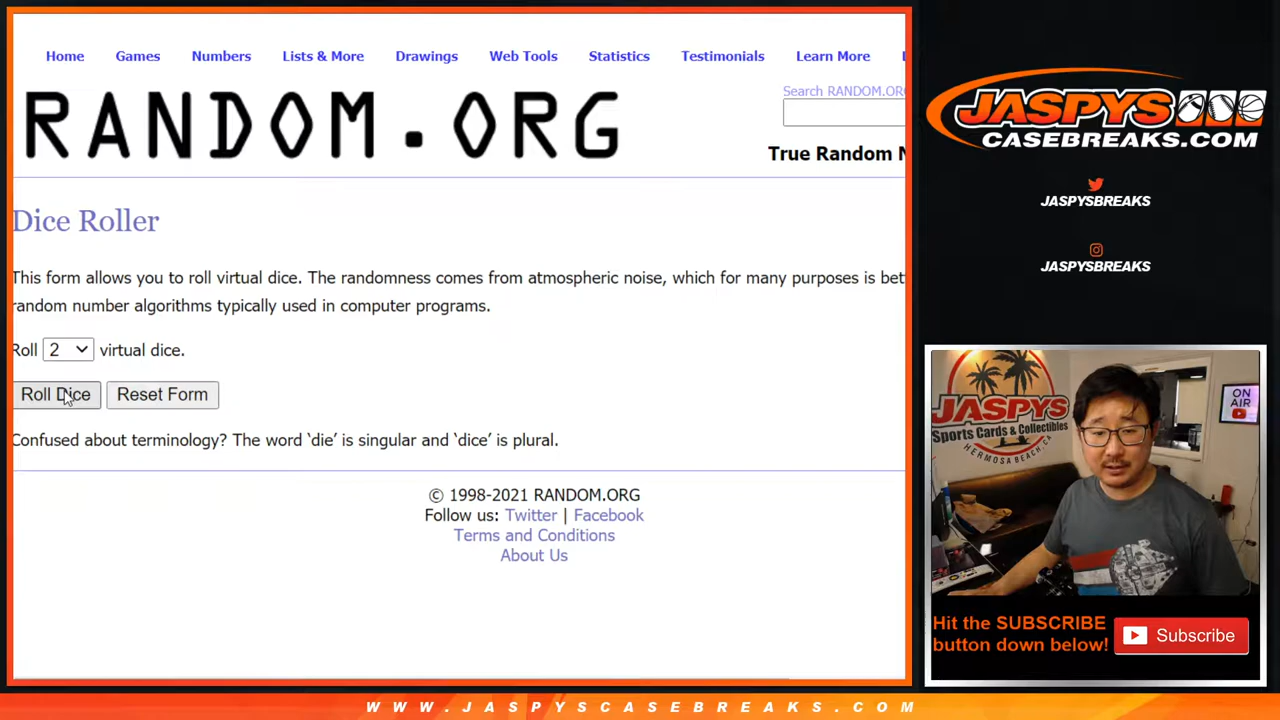 Home Games Numbers Lists & More Drawings Web Tools Statistics Testimonials Learn More
Search RANDOM.ORG
RANDOM.ORG
True Random N
Dice Roller
This form allows you to roll virtual dice. The randomness comes from atmospheric noise, which for many purposes is bet
random number algorithms typically used in computer programs.
Roll 2 virtual dice.
Roll Dice Reset Form
Confused about terminology? The word ‘die’ is singular and ‘dice’ is plural.
© 1998-2021 RANDOM.ORG
Follow us: Twitter | Facebook
Terms and Conditions
About Us
JASPYS
CASEBREAKS.COM
JASPYSBREAKS
JASPYSBREAKS
JASPYS
Sports Cards & Collectibles
HERMOSA BEACH, CA
ON
AIR
Hit the SUBSCRIBE
button down below!
Subscribe
WWW.JASPYSCASEBREAKS.COM